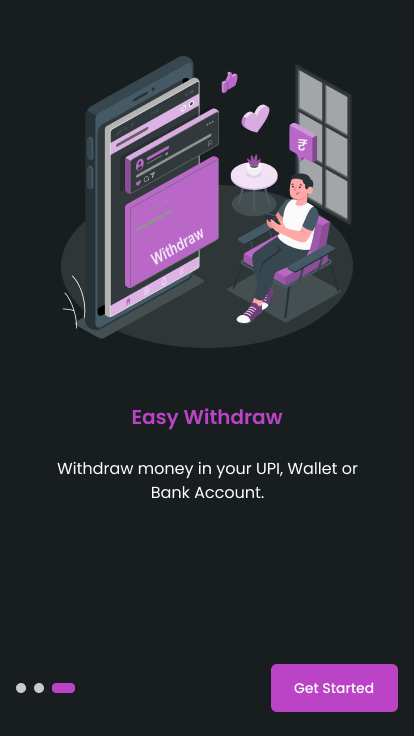 ₹
Withdraw
Easy Withdraw
Withdraw money in your UPI, Wallet or
Bank Account.
Get Started